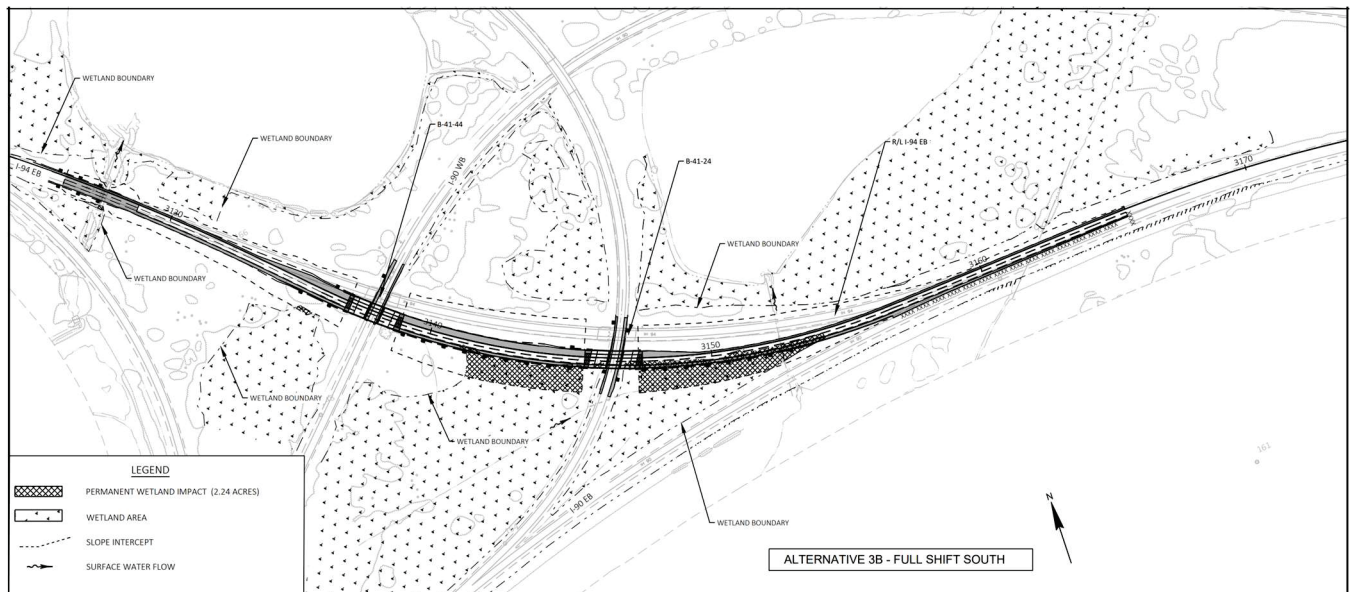 WETLAND BOUNDARY
WETLAND BOUNDARY
B-41-44
I-90 WB
B-41-24
R/L I-94 EB
3170
I-94 EB
3130
WETLAND BOUNDARY
WETLAND BOUNDARY
3160
3140
3150
WETLAND BOUNDARY
WETLAND BOUNDARY
161
I-90 EB
WETLAND BOUNDARY
N
LEGEND
PERMANENT WETLAND IMPACT (2.24 ACRES)
WETLAND AREA
SLOPE INTERCEPT
SURFACE WATER FLOW
ALTERNATIVE 3B - FULL SHIFT SOUTH